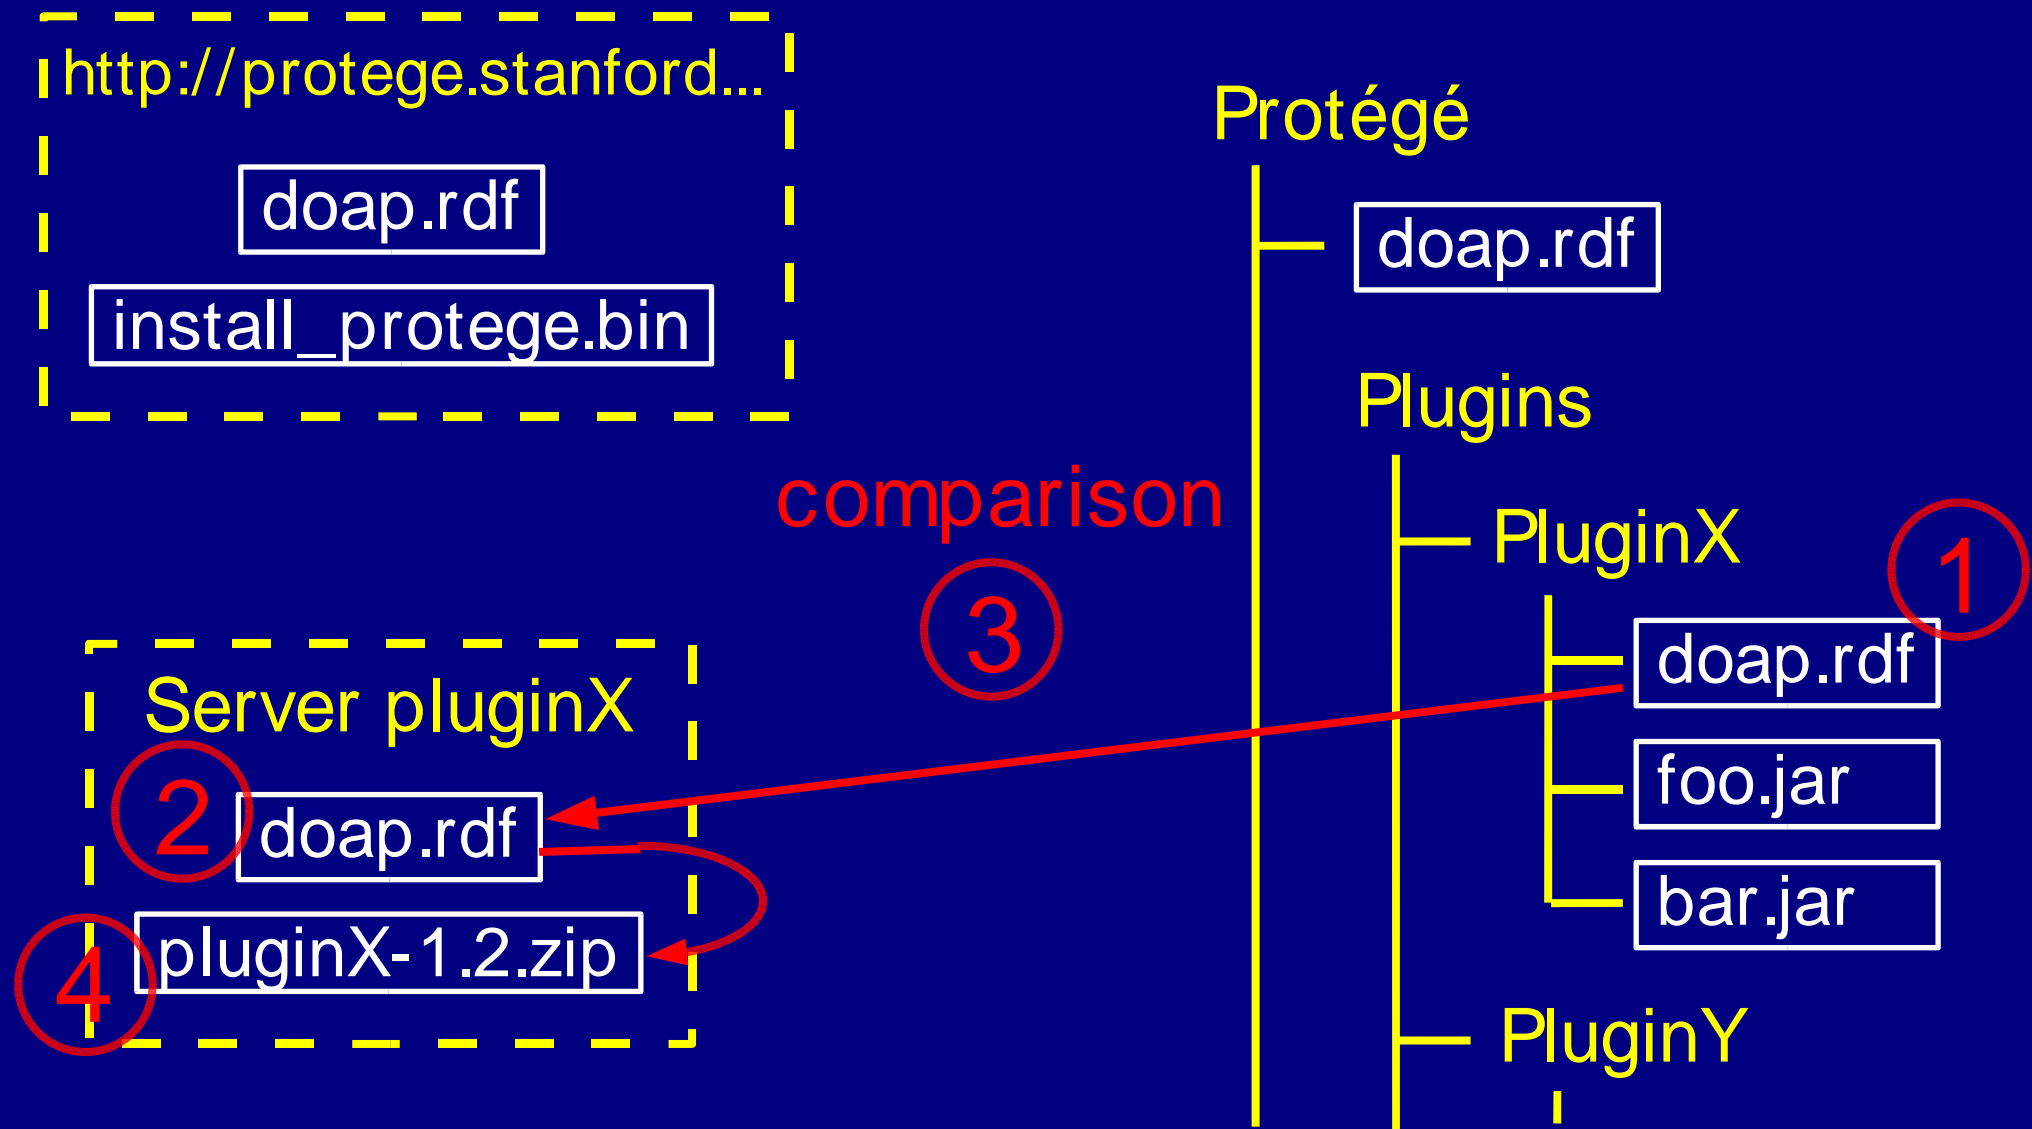 http://protege.stanford...
doap.rdf
install_protege.bin
Server pluginX
2
doap.rdf
4
pluginX-1.2.zip
comparison
3
Protégé
doap.rdf
Plugins
PluginX
1
doap.rdf
foo.jar
bar.jar
PluginY